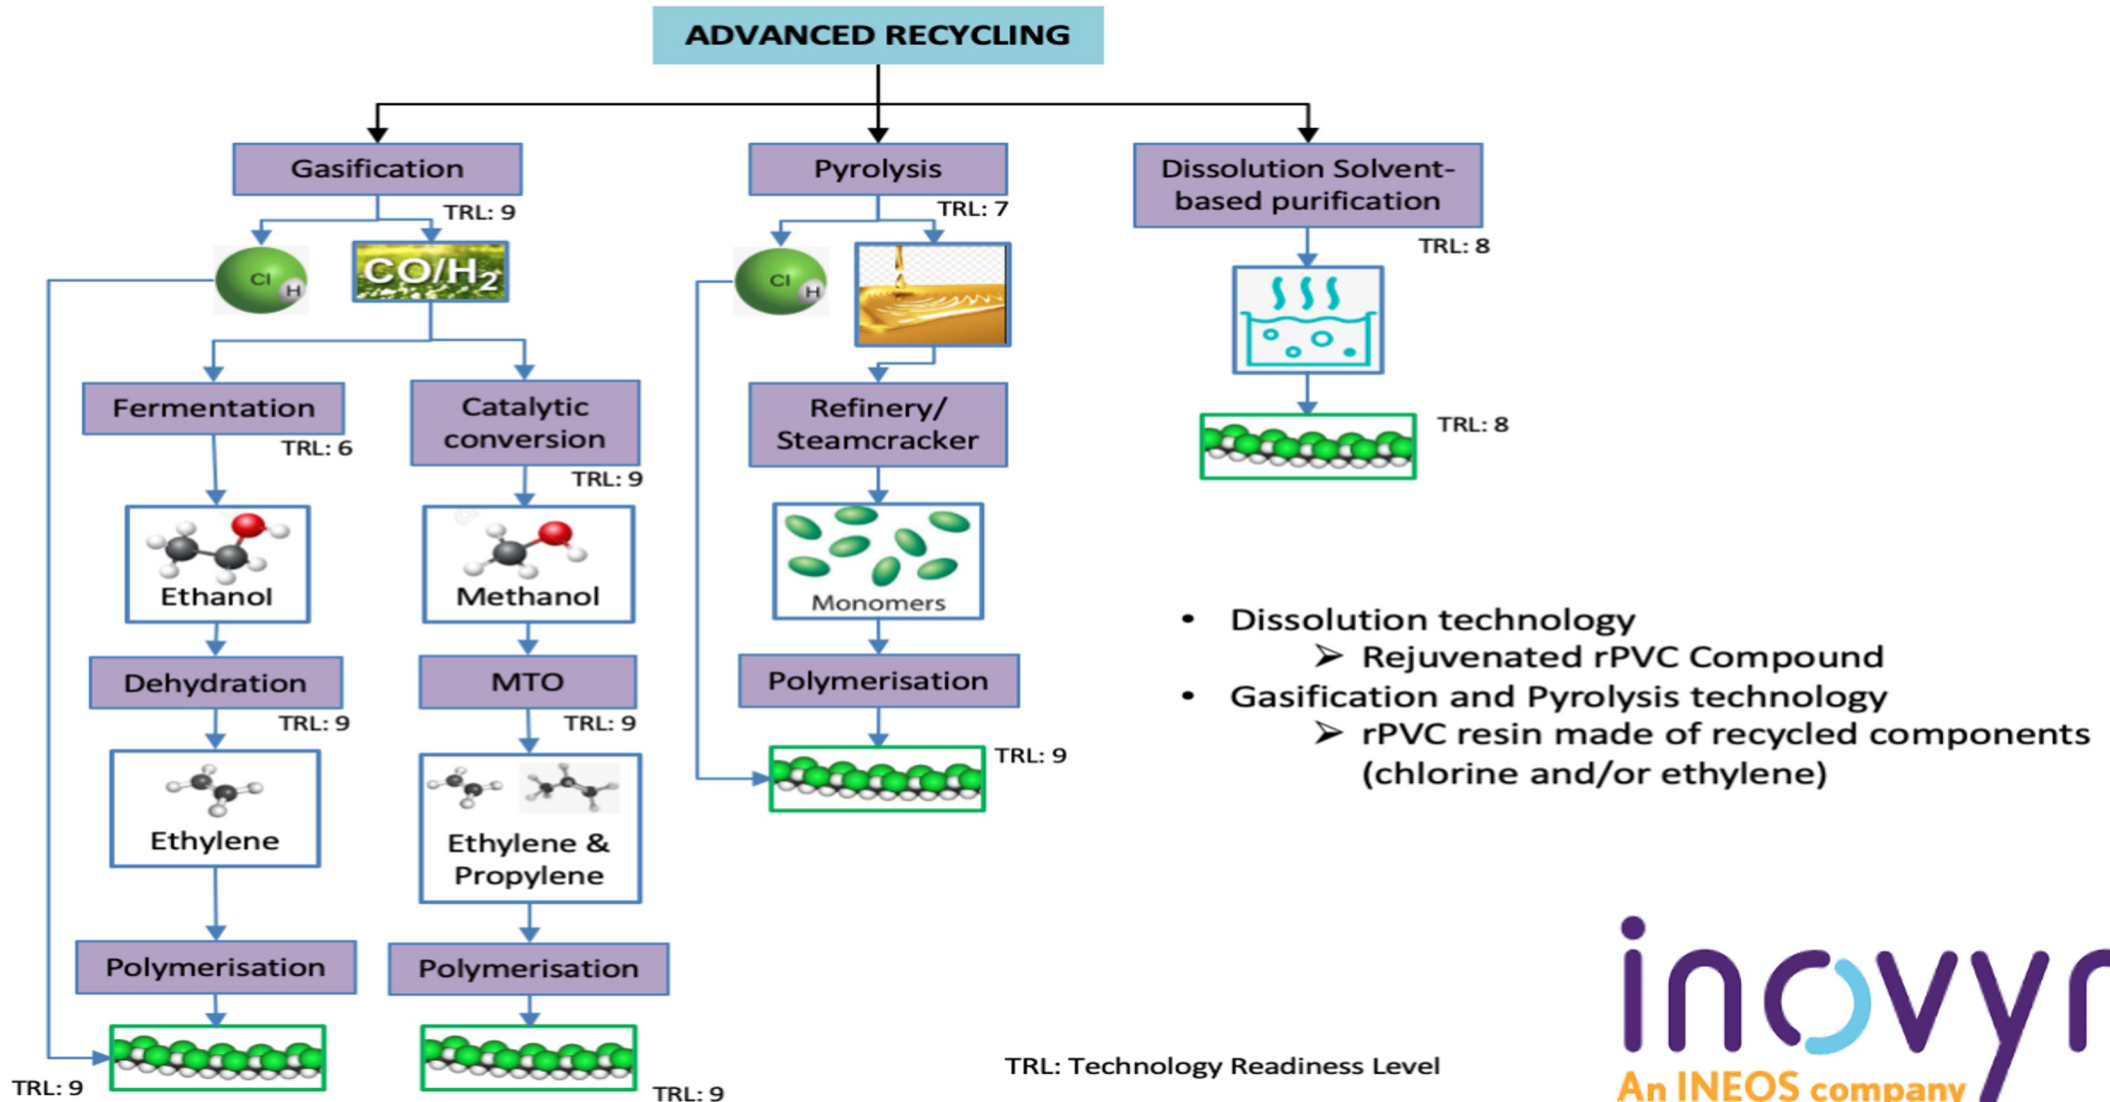 ADVANCED RECYCLING
Gasification
TRL: 9
Cl
H
CO/H2
Fermentation
TRL: 6
Ethanol
Dehydration
TRL: 9
Ethylene
Polymerisation
TRL: 9
Catalytic
conversion
TRL: 9
Methanol
MTO
TRL: 9
Ethylene &
Propylene
Polymerisation
TRL: 9
Pyrolysis
TRL: 7
Cl
H
Refinery/
Steamcracker
Monomers
Polymerisation
TRL: 9
Dissolution Solvent-
based purification
TRL: 8
TRL: 8
• Dissolution technology
➢ Rejuvenated rPVC Compound
• Gasification and Pyrolysis technology
➢ rPVC resin made of recycled components
(chlorine and/or ethylene)
TRL: Technology Readiness Level
inovyn
An INEOS company